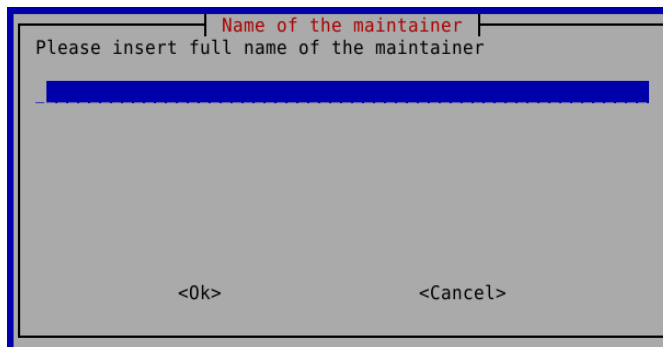 Name of the maintainer
Please insert full name of the maintainer
<Ok> <Cancel>